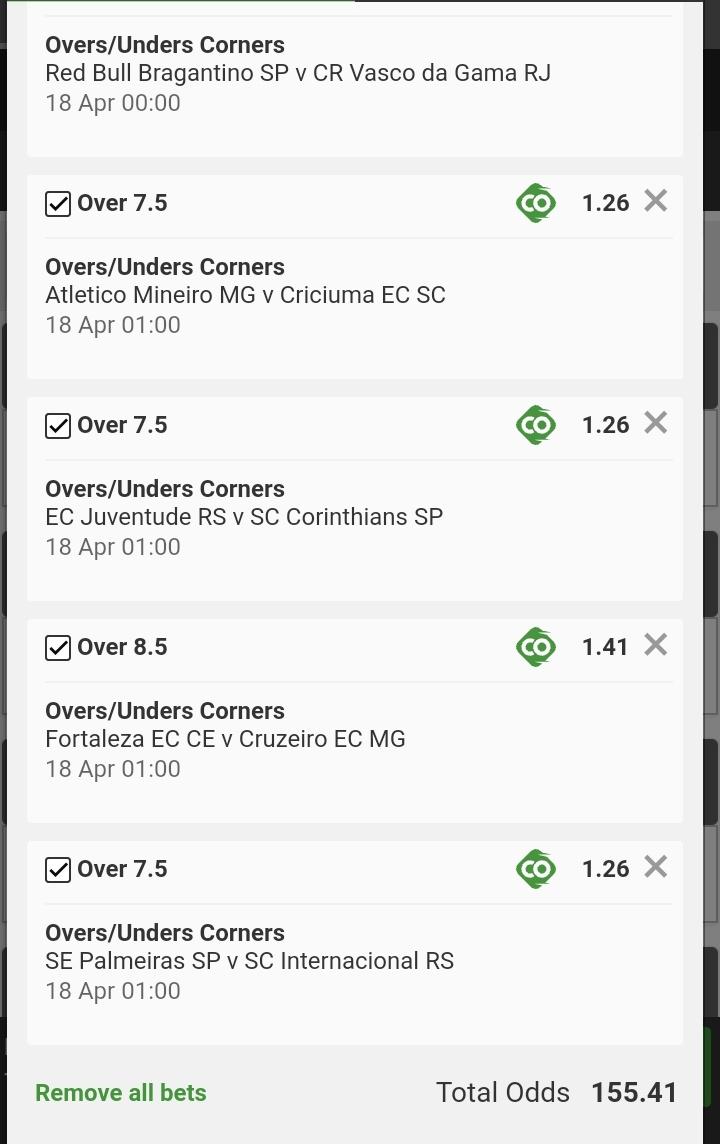 Overs/Unders Corners
Red Bull Bragantino SP v CR Vasco da Gama RJ
18 Apr 00:00
Over 7.5 CO 1.26
Overs/Unders Corners
Atletico Mineiro MG v Criciuma EC SC
18 Apr 01:00
Over 7.5 CO 1.26
Overs/Unders Corners
EC Juventude RS v SC Corinthians SP
18 Apr 01:00
Over 8.5 CO 1.41
Overs/Unders Corners
Fortaleza EC CE v Cruzeiro EC MG
18 Apr 01:00
Over 7.5 CO 1.26
Overs/Unders Corners
SE Palmeiras SP v SC Internacional RS
18 Apr 01:00
Remove all bets Total Odds 155.41